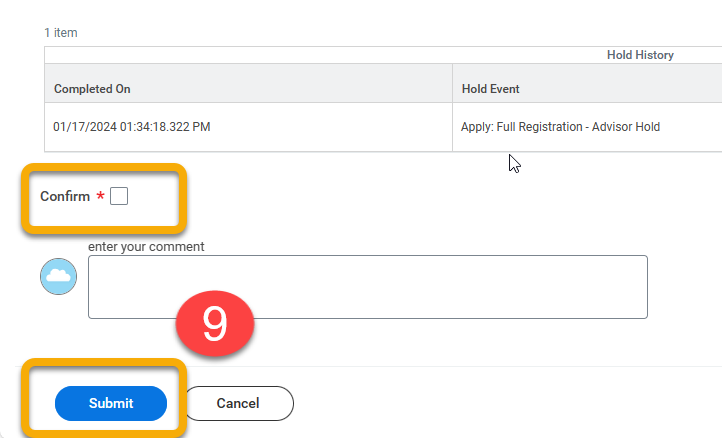 1 item
Hold History
Completed On Hold Event
01/17/2024 01:34:18.322 PM Apply: Full Registration - Advisor Hold
Confirm *
enter your comment
9
Submit Cancel